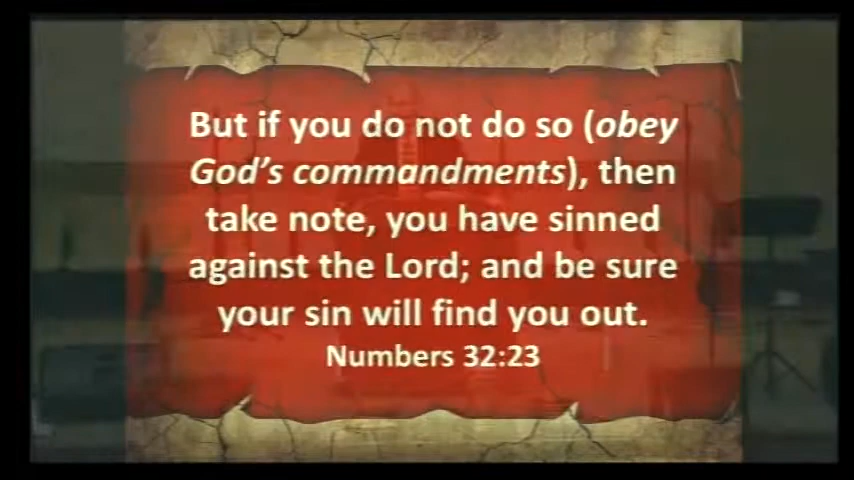 But if you do not do so (obey
God's commandments), then
take note, you have sinned
against the Lord; and be sure
your sin will find you out.
Numbers 32:23